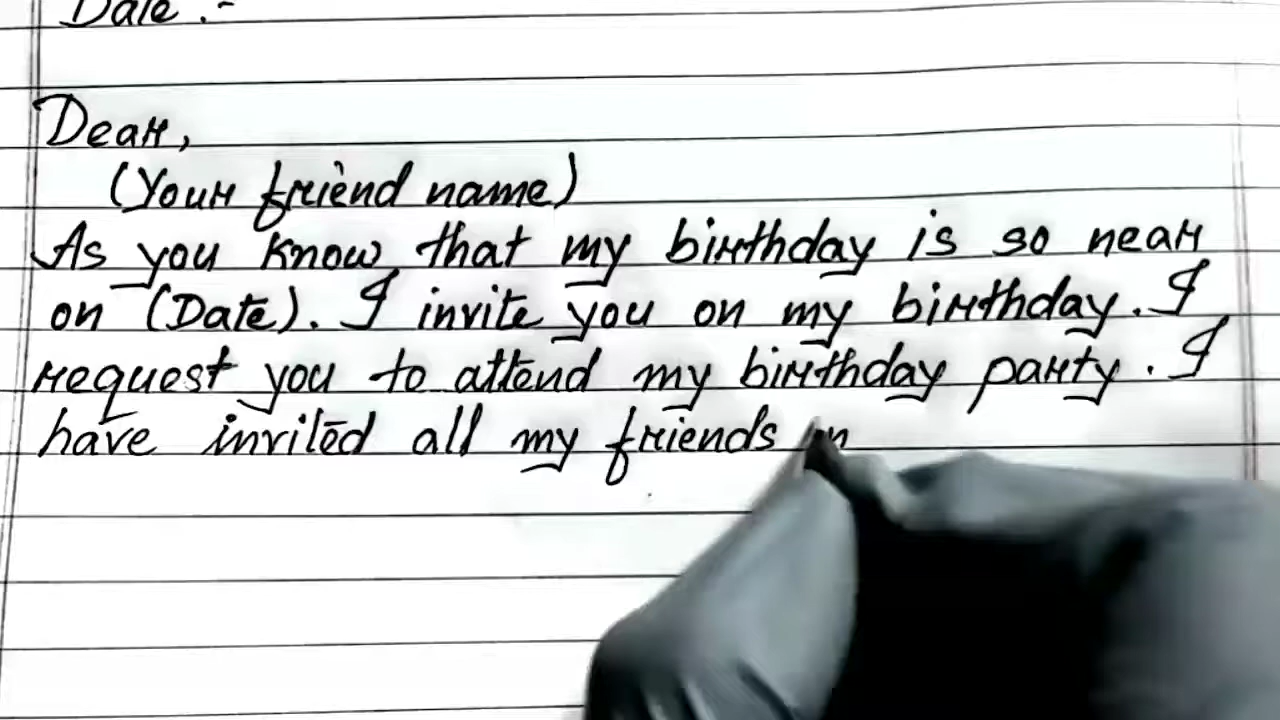 Date :-
Dear,
(Your friend name)
As you know that my birthday is so near
on (Date). I invite you on my birthday. I
request you to attend my birthday party. I
have invited all my friends